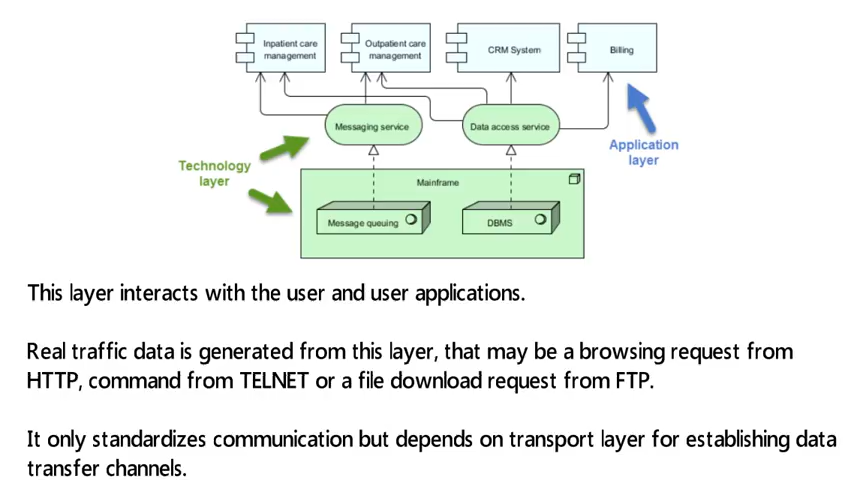 Inpatient care
management
Outpatient care
management
CRM System
Billing
Messaging service
Data access service
Application
layer
Technology
layer
Mainframe
Message queuing
DBMS
This layer interacts with the user and user applications.
Real traffic data is generated from this layer, that may be a browsing request from
HTTP, command from TELNET or a file download request from FTP.
It only standardizes communication but depends on transport layer for establishing data
transfer channels.